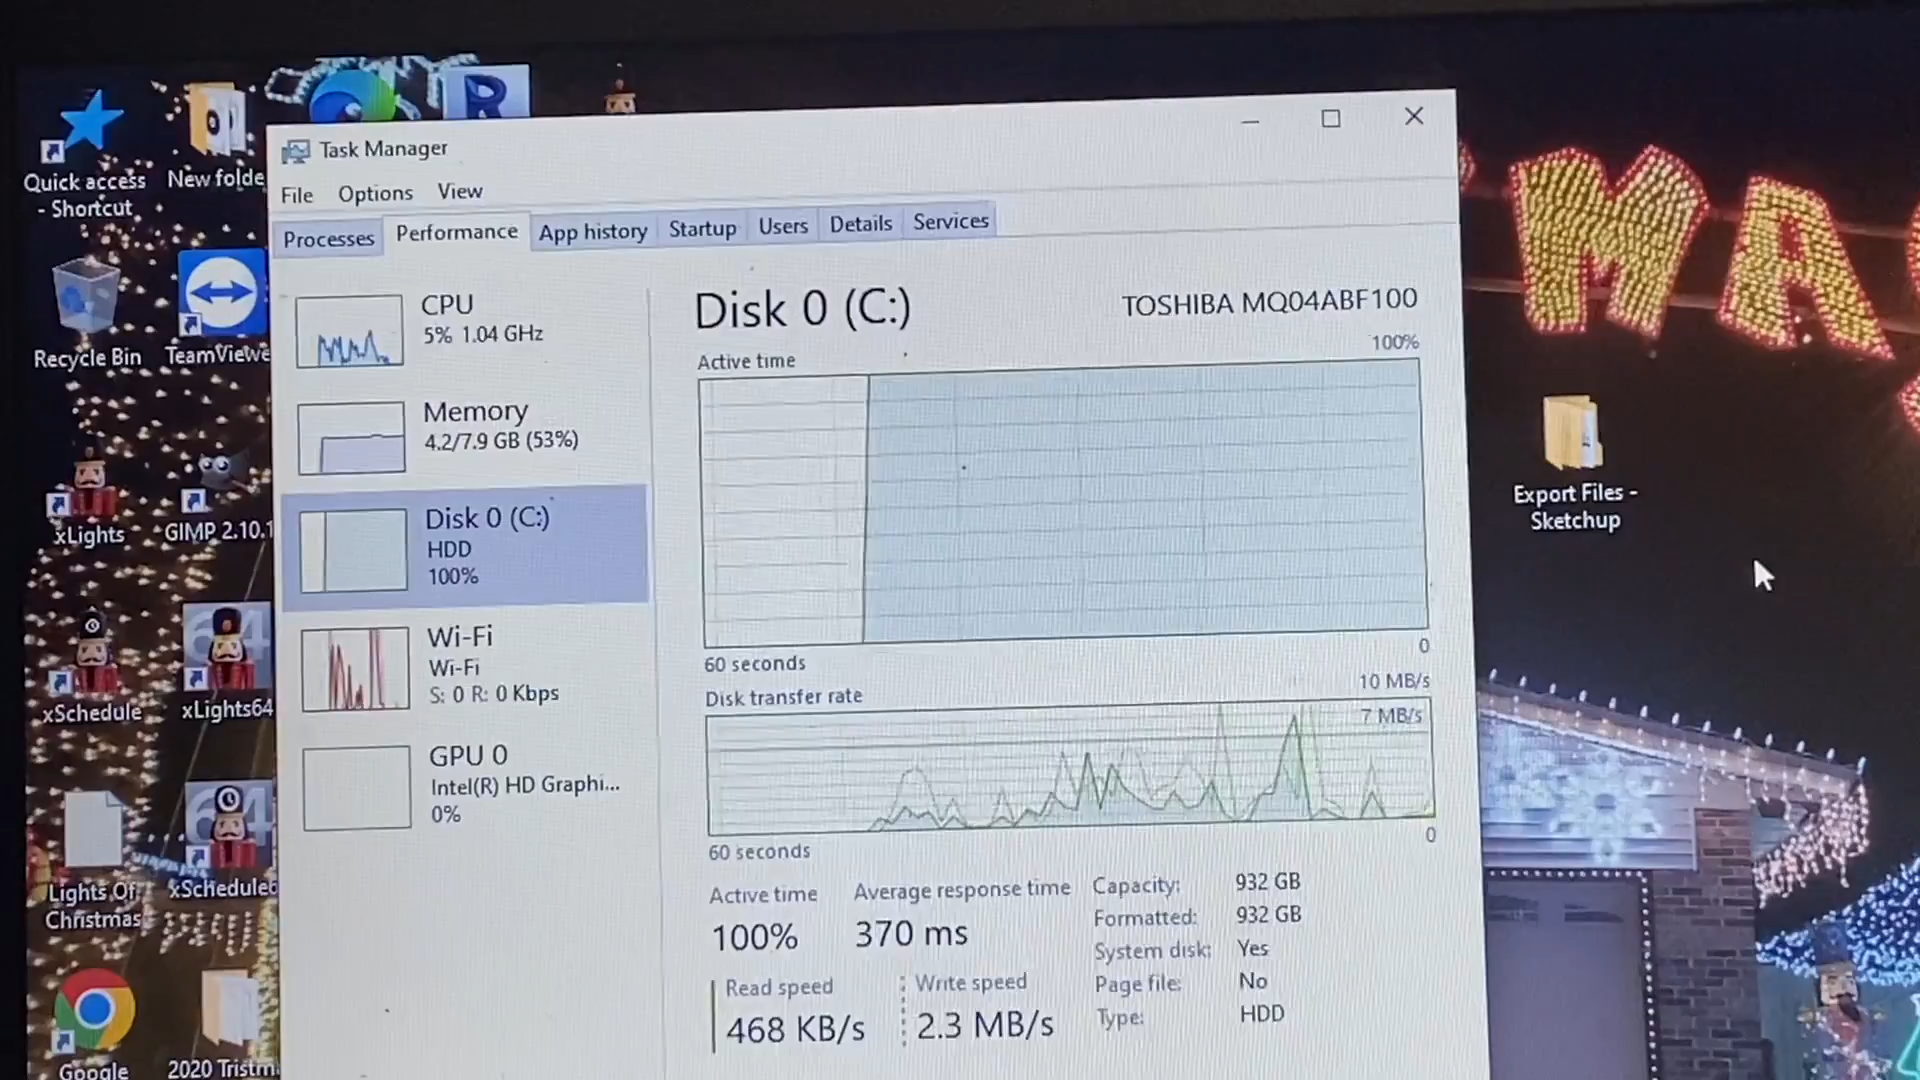 Quick access
- Shortcut
New folde
Recycle Bin
TeamViewe
xLights
GIMP 2.10.1
xSchedule
xLights64
Lights Of
Christmas
xSchedule6
Google
2020 Tristm
R
64
64
Task Manager
File Options View
Processes Performance App history Startup Users Details Services
CPU
5% 1.04 GHz
Memory
4.2/7.9 GB (53%)
Disk 0 (C:)
HDD
100%
Wi-Fi
Wi-Fi
S: 0 R: 0 Kbps
GPU 0
Intel(R) HD Graphi...
0%
Disk 0 (C:) TOSHIBA MQ04ABF100
Active time 100%
60 seconds 0
Disk transfer rate 10 MB/s
7 MB/s
60 seconds 0
Active time Average response time
100% 370 ms
Read speed Write speed
468 KB/s 2.3 MB/s
Capacity: 932 GB
Formatted: 932 GB
System disk: Yes
Page file: No
Type: HDD
MA
Export Files -
Sketchup